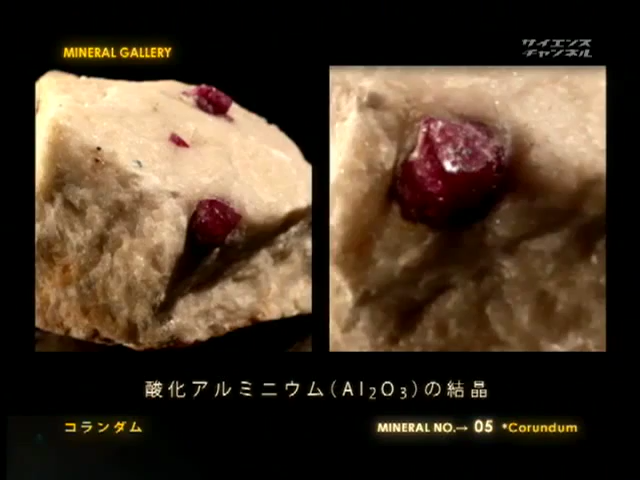 MINERAL GALLERY
サイエンス
チャンネル
酸化アルミニウム(Al₂O₃)の結晶
コランダム
MINERAL NO.→ 05 *Corundum